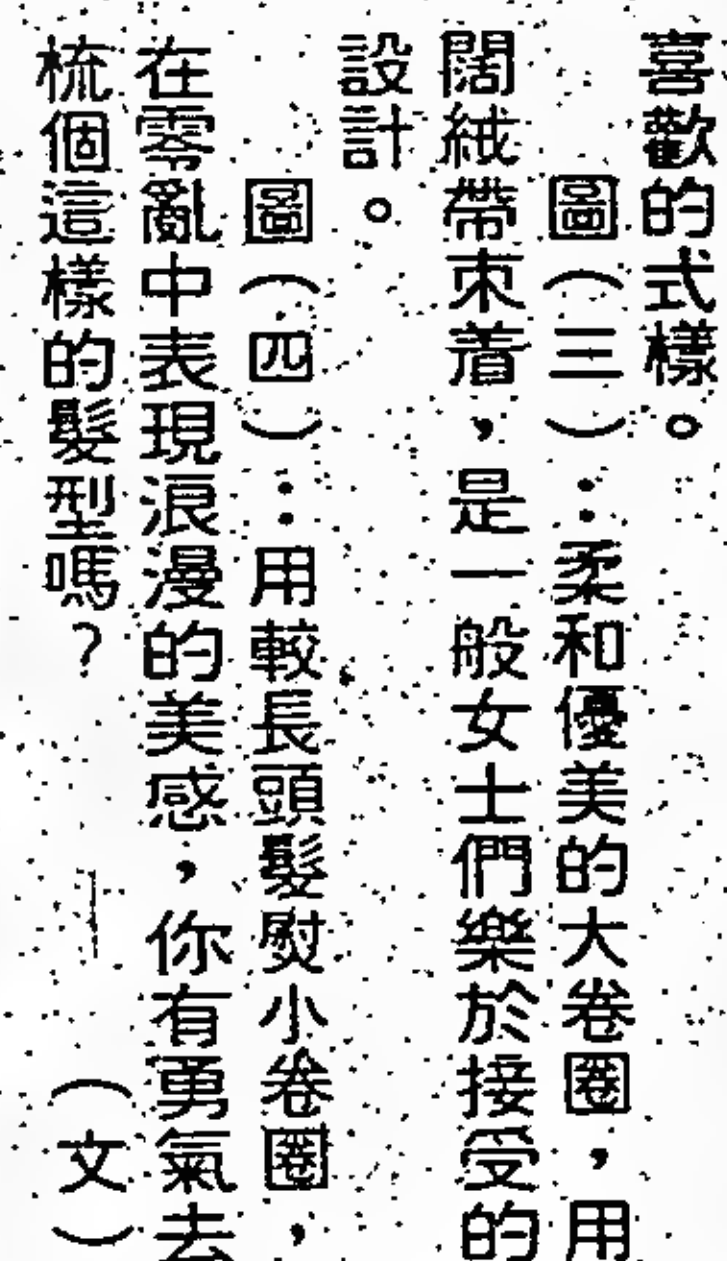 喜歡的式樣。
圖(三):柔和優美的大卷圈,用
闊絨帶束着,是一般女士們樂於接受的
設計。
圖(四):用較長頭髮熨小卷圈,
在零亂中表現浪漫的美感,你有勇氣去
梳個這樣的髮型嗎?　(文)